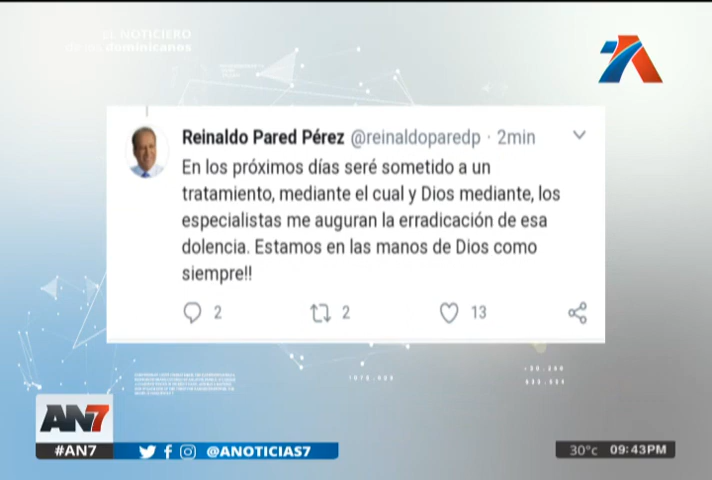 EL NOTICIERO
de los dominicanos
Reinaldo Pared Pérez @reinaldoparedp · 2min
En los próximos días seré sometido a un
tratamiento, mediante el cual y Dios mediante, los
especialistas me auguran la erradicación de esa
dolencia. Estamos en las manos de Dios como
siempre!!
2 2 13
AN7
#AN7
@ANOTICIAS7
30°c 09:43PM